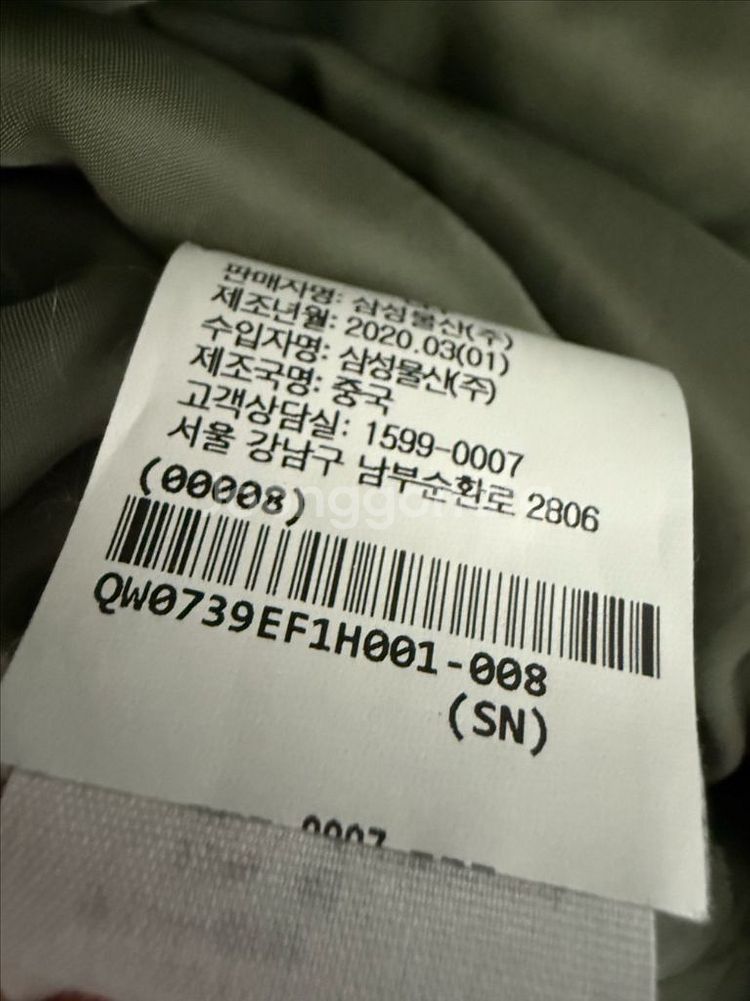 판매자명: 삼성물산(주)
제조년월: 2020.03(01)
수입자명: 삼성물산(주)
제조국명: 중국
고객상담실: 1599-0007
서울 강남구 남부순환로 2806
(00008)
QW0739EF1H001-008
(SN)
0007